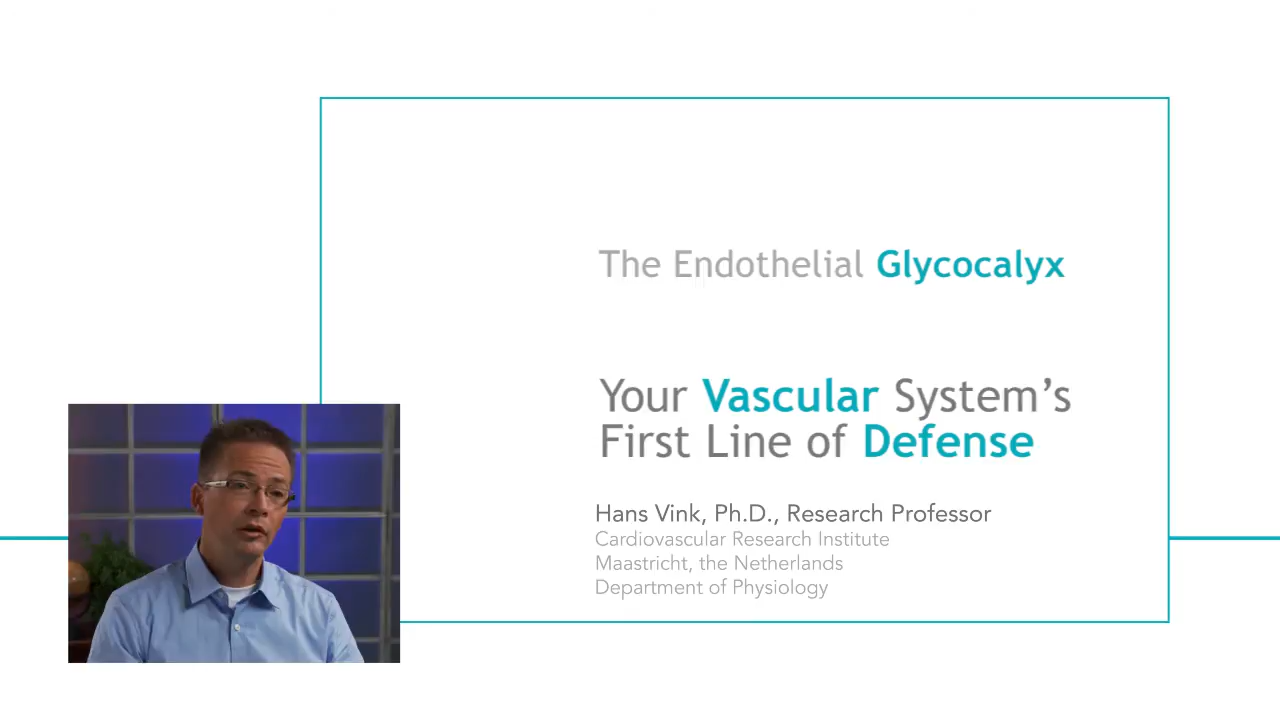 The Endothelial Glycocalyx
Your Vascular System’s
First Line of Defense
Hans Vink, Ph.D., Research Professor
Cardiovascular Research Institute
Maastricht, the Netherlands
Department of Physiology